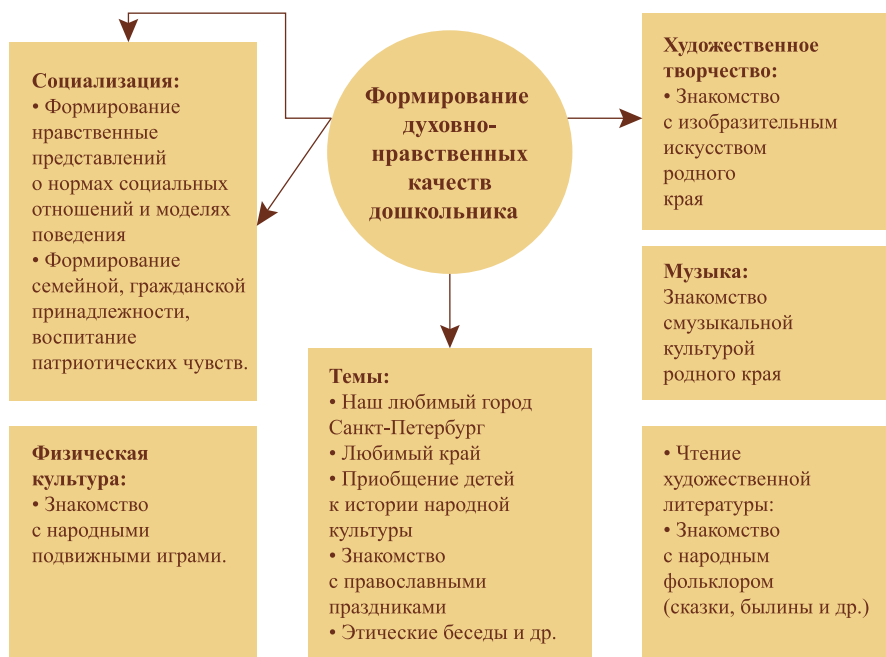 Социализация:
• Формирование
нравственные
представлений
о нормах социальных
отношений и моделях
поведения
• Формирование
семейной, гражданской
принадлежности,
воспитание
патриотических чувств.
Формирование
духовно-
нравственных
качеств
дошкольника
Художественное
творчество:
• Знакомство
с изобразительным
искусством
родного
края
Музыка:
Знакомство
смузыкальной
культурой
родного края
Физическая
культура:
• Знакомство
с народными
подвижными играми.
Темы:
• Наш любимый город
Санкт-Петербург
• Любимый край
• Приобщение детей
к истории народной
культуры
• Знакомство
с православными
праздниками
• Этические беседы и др.
• Чтение
художественной
литературы:
• Знакомство
с народным
фольклором
(сказки, былины и др.)